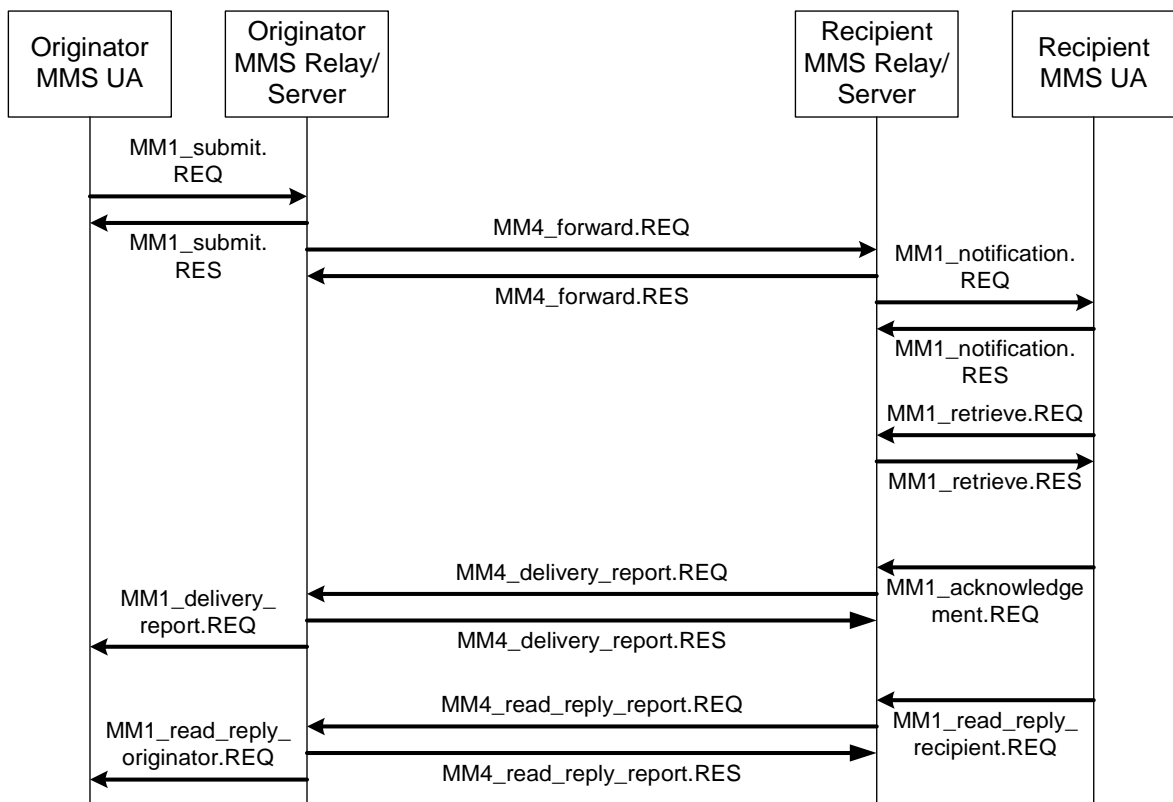 Originator
MMS UA
Originator
MMS Relay/
Server
Recipient
MMS Relay/
Server
Recipient
MMS UA
MM1_submit.
REQ
MM1_submit.
RES
MM4_forward.REQ
MM4_forward.RES
MM1_notification.
REQ
MM1_notification.
RES
MM1_retrieve.REQ
MM1_retrieve.RES
MM1_acknowledge
ment.REQ
MM4_delivery_report.REQ
MM4_delivery_report.RES
MM1_delivery_
report.REQ
MM1_read_reply_
recipient.REQ
MM4_read_reply_report.REQ
MM4_read_reply_report.RES
MM1_read_reply_
originator.REQ